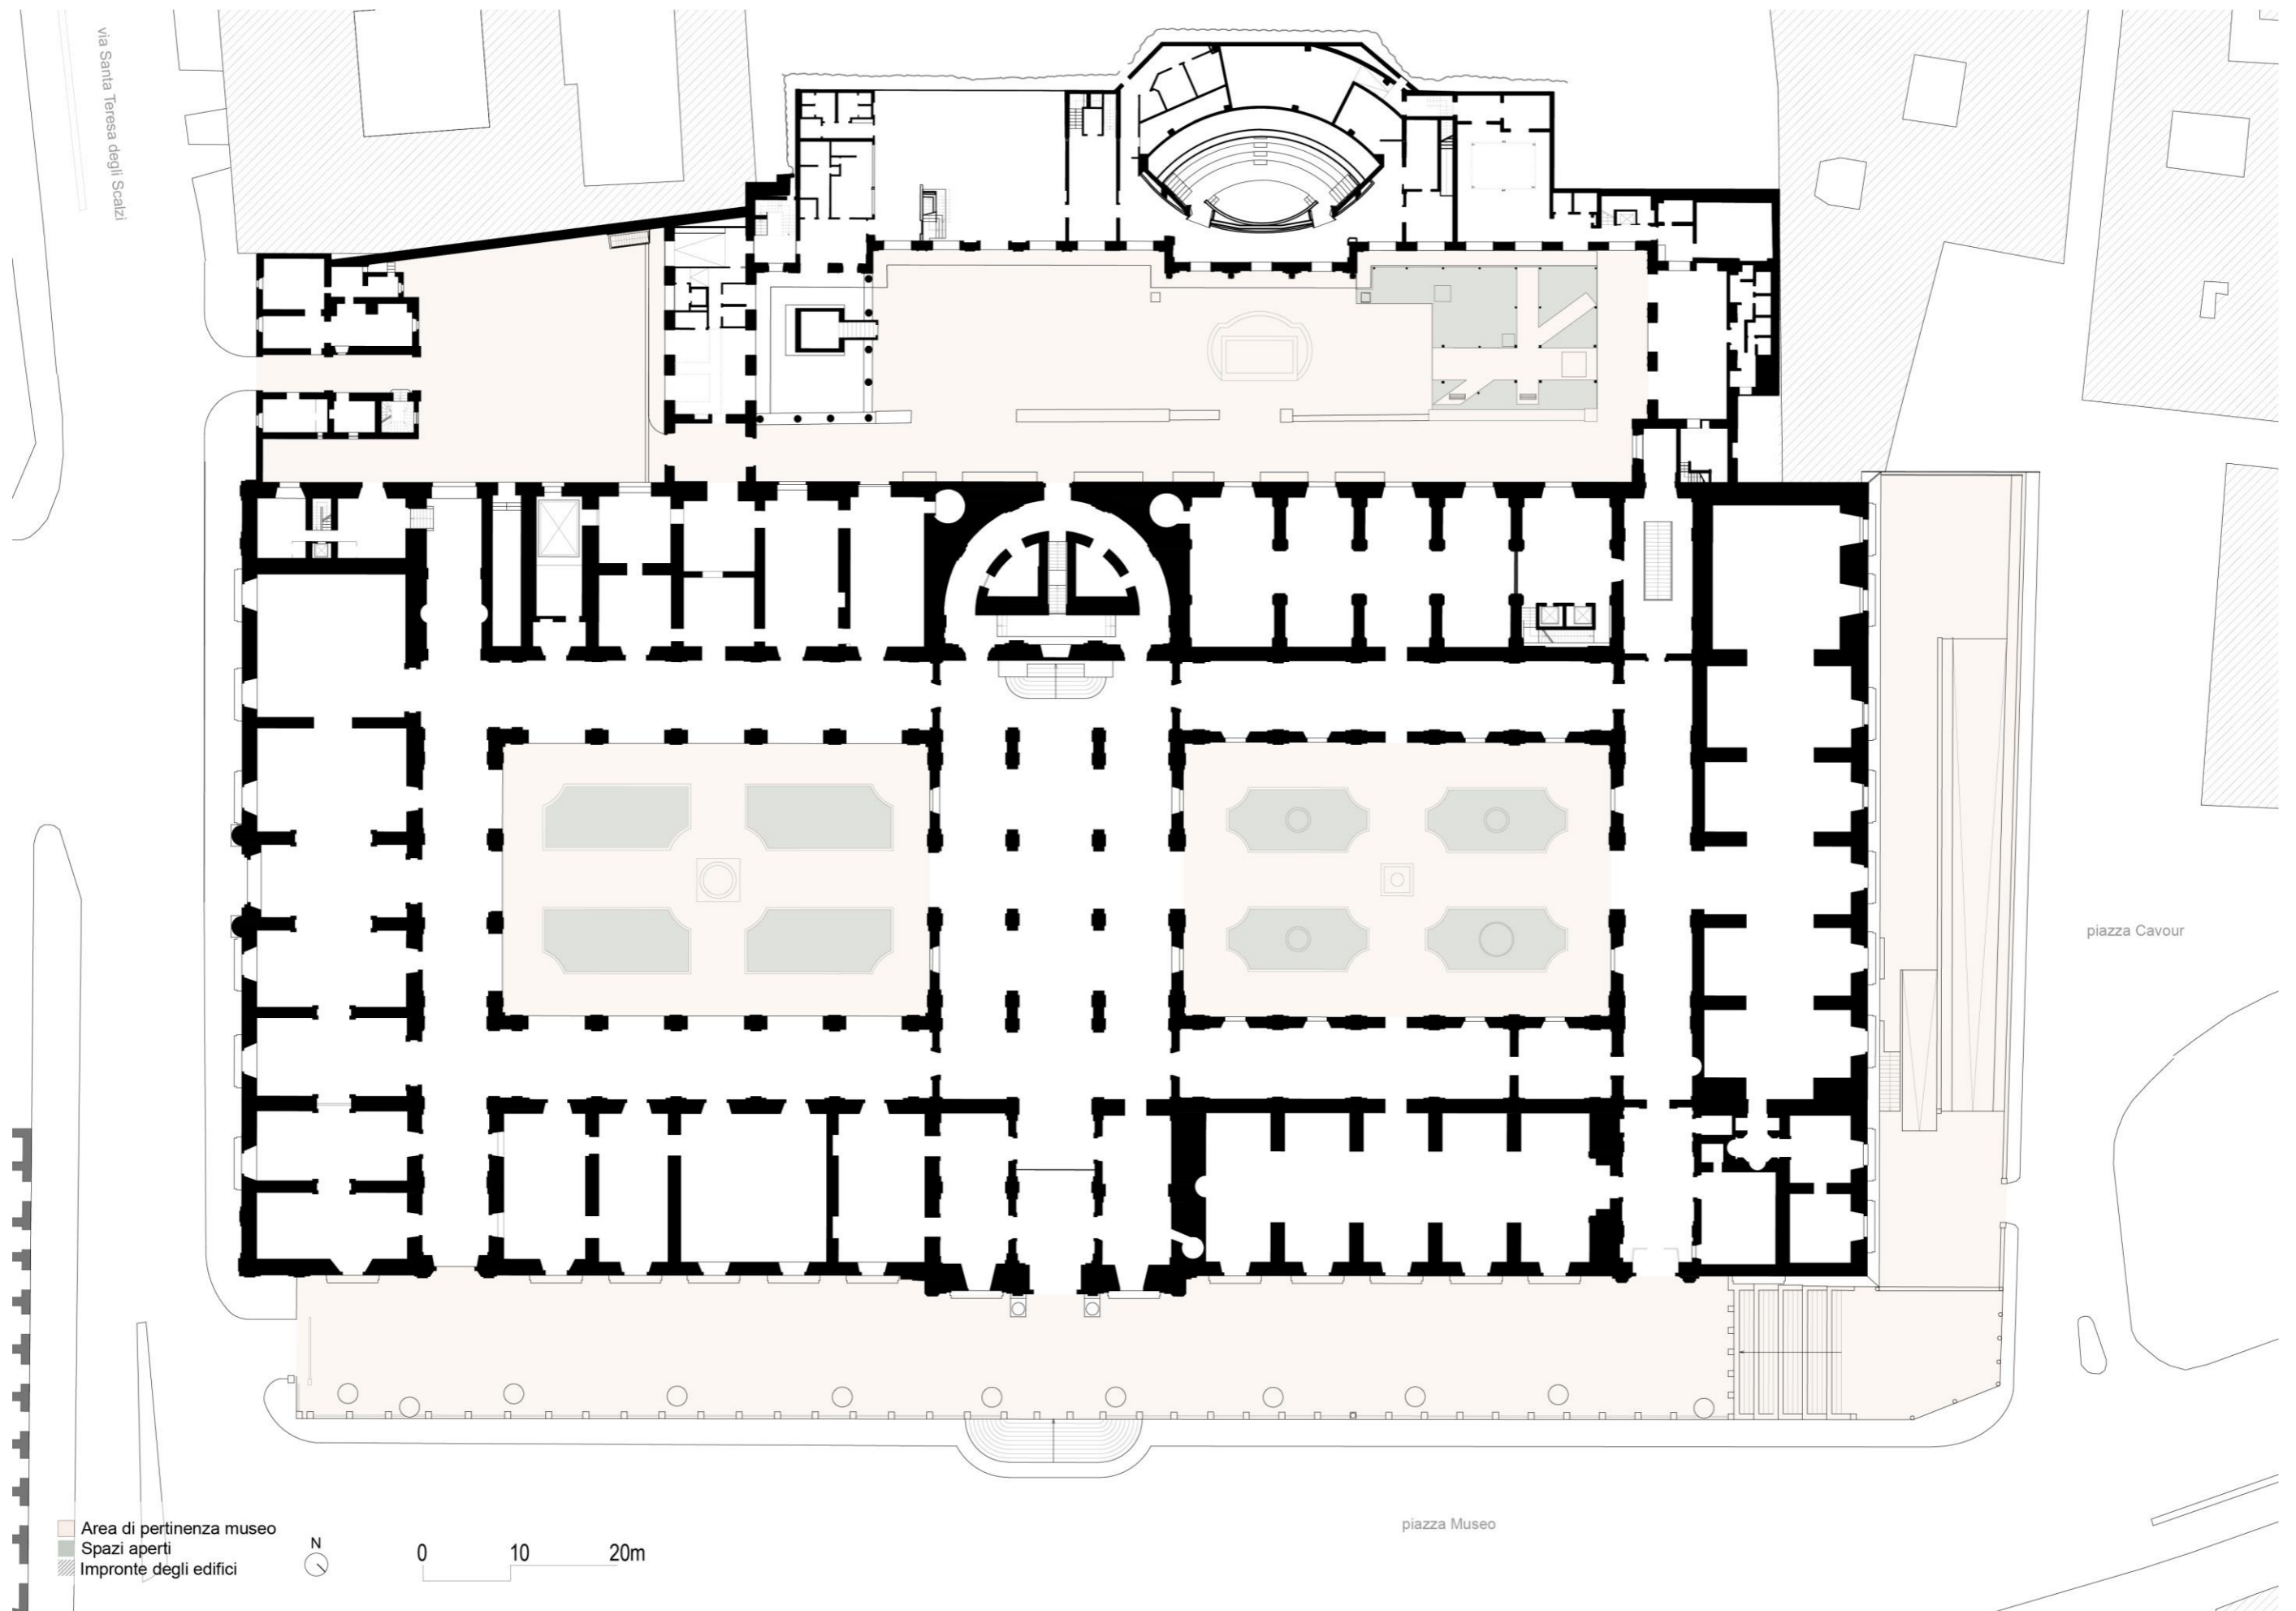 via Santa Teresa degli Scalzi
piazza Cavour
piazza Museo
Area di pertinenza museo
Spazi aperti
Impronte degli edifici
N
0 10 20m